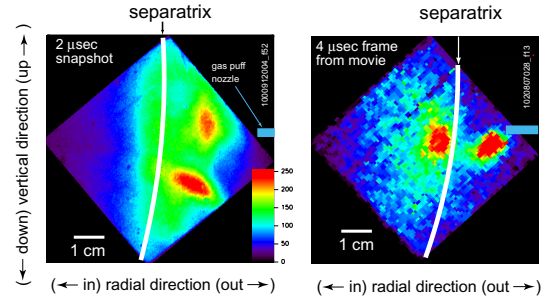 separatrix
separatrix
2 μsec
snapshot
gas puff
nozzle
1000912004_f52
4 μsec frame
from movie
1020807028_f13
(← down) vertical direction (up →)
250
200
150
100
50
0
1 cm
1 cm
(← in) radial direction (out →)
(← in) radial direction (out →)